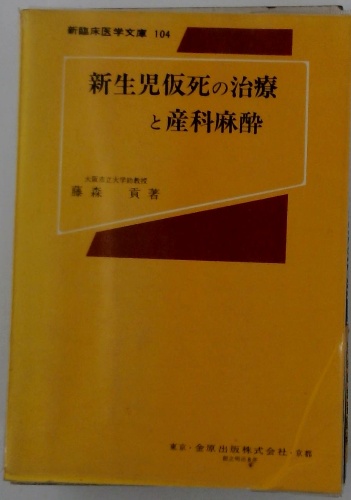 新臨床医学文庫 104
新生児仮死の治療
と産科麻酔
大阪市立大学助教授
藤森 貢 著
東京・金原出版株式会社・京都